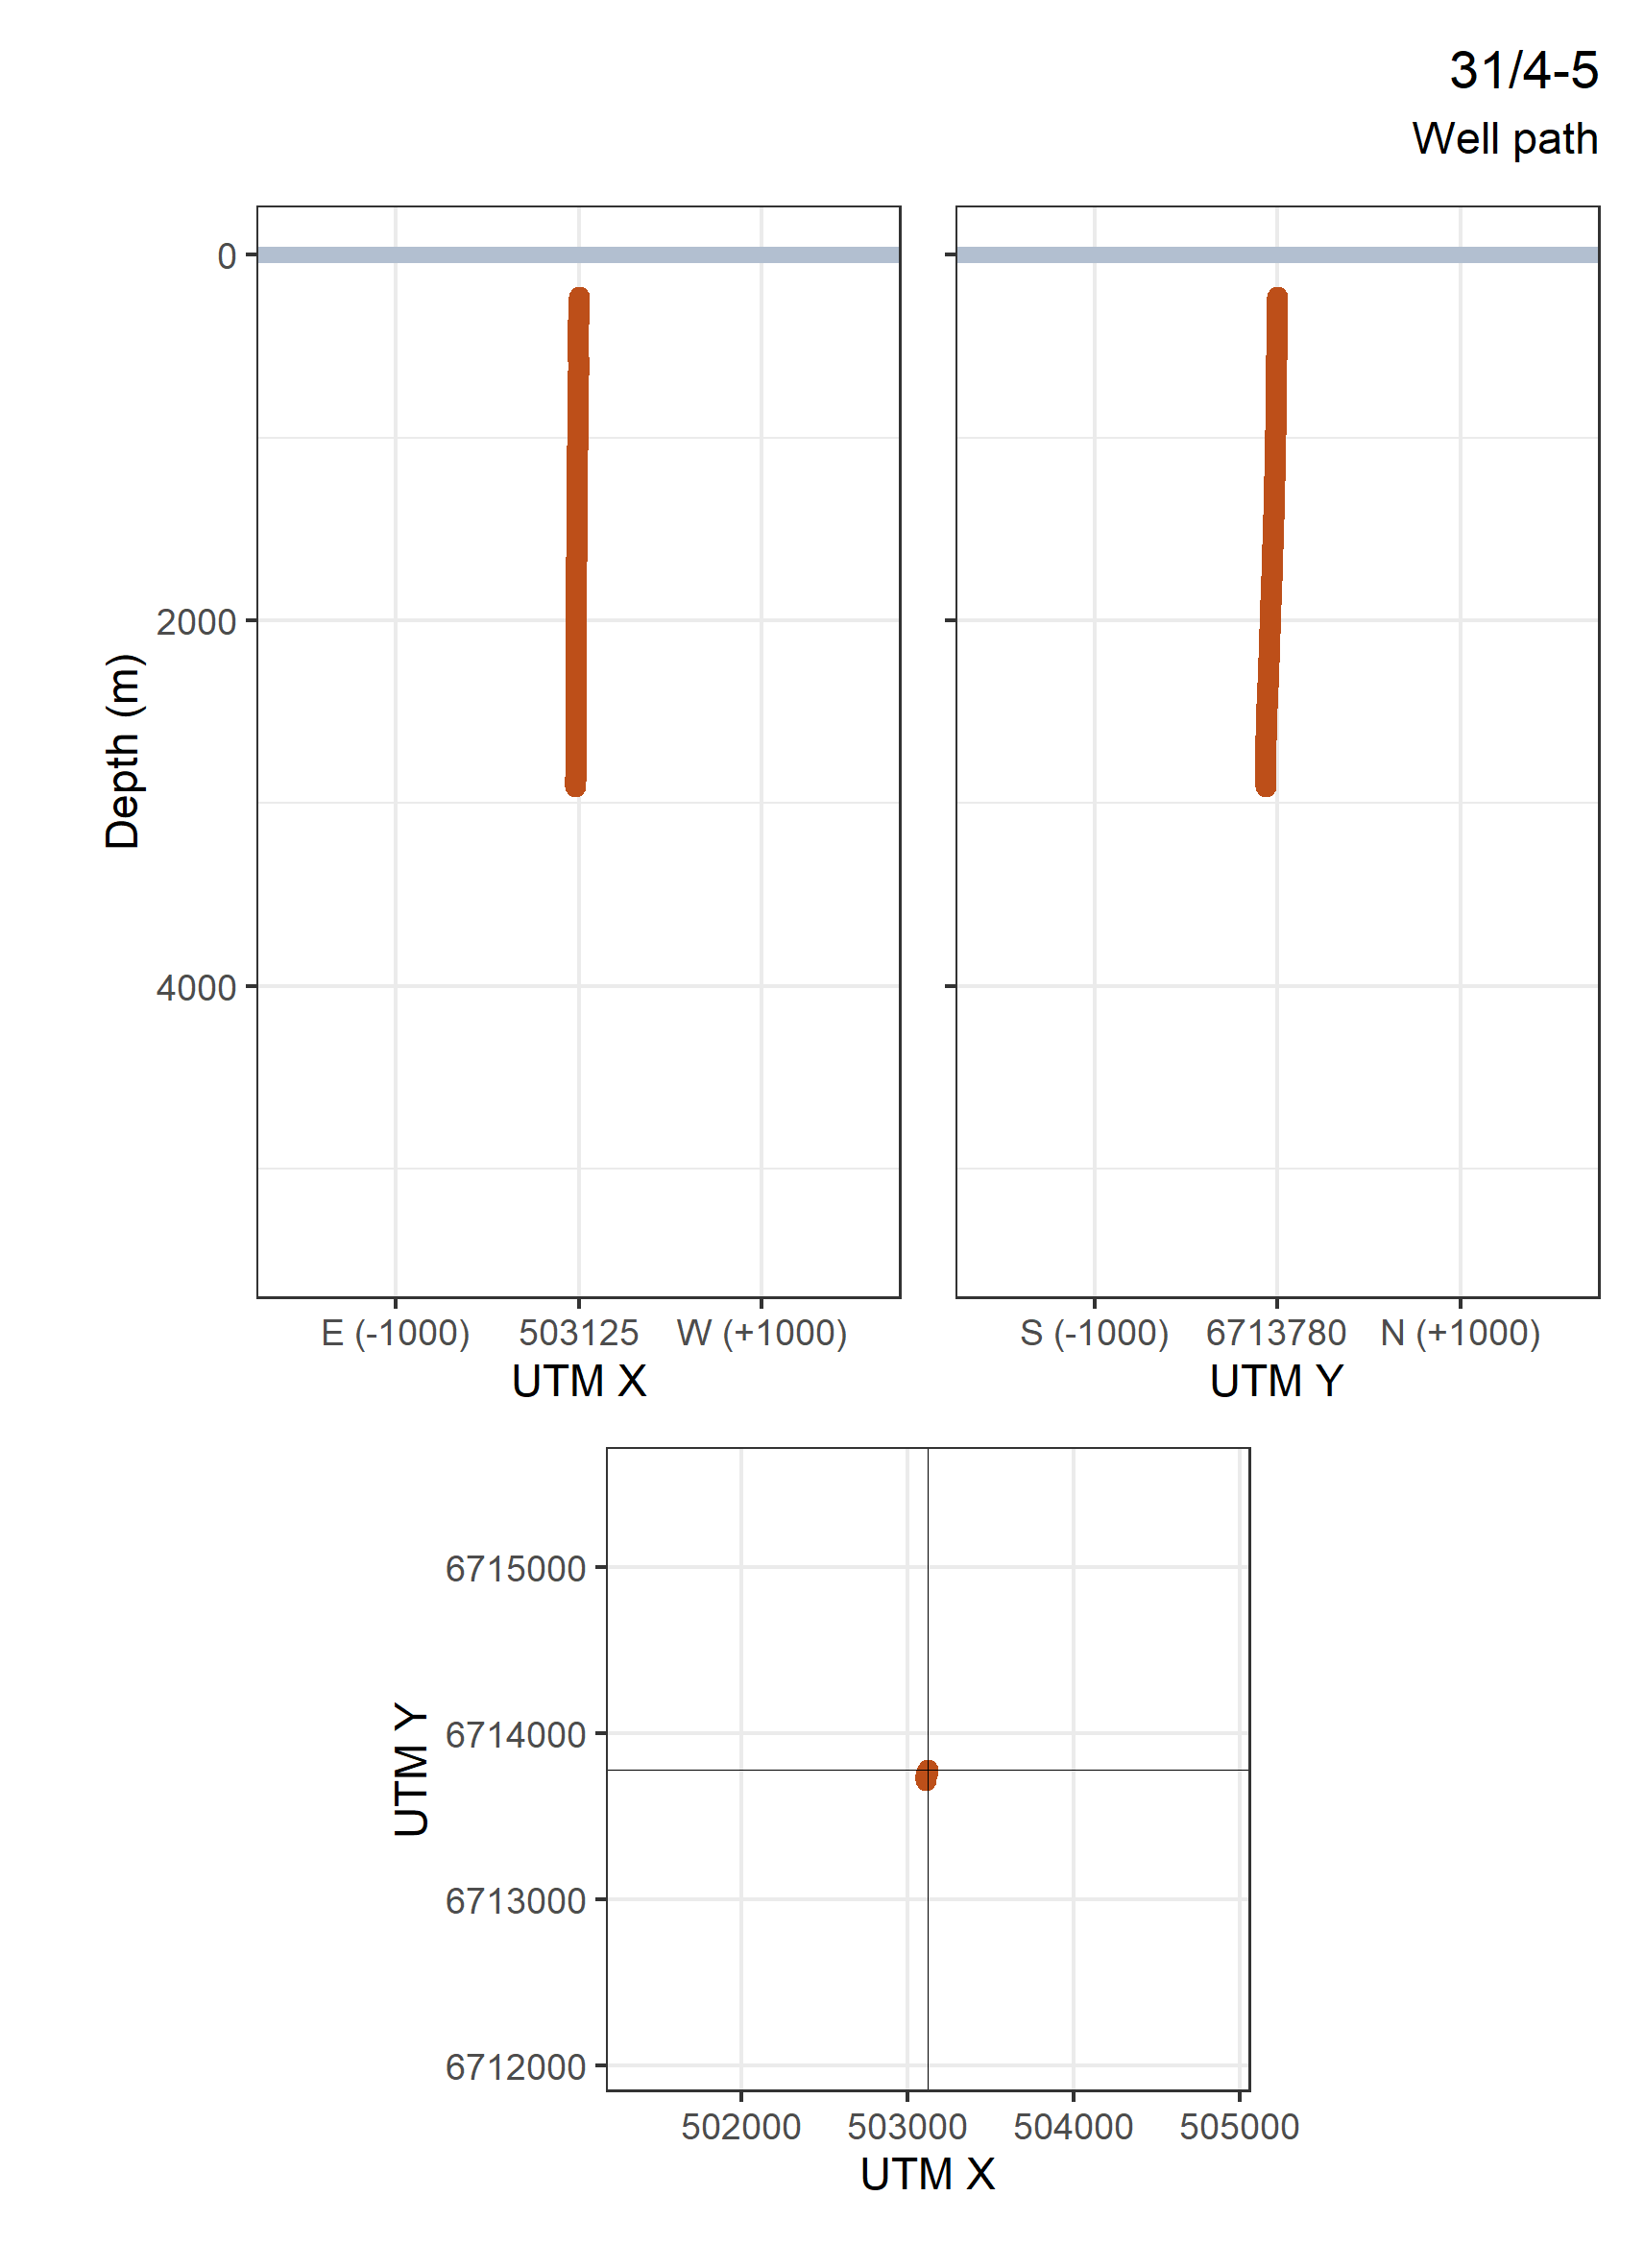 31/4-5
Well path
0
2000
4000
Depth (m)
E (-1000) 503125 W (+1000)
UTM X
S (-1000) 6713780 N (+1000)
UTM Y
6715000
6714000
6713000
6712000
UTM Y
502000 503000 504000 505000
UTM X